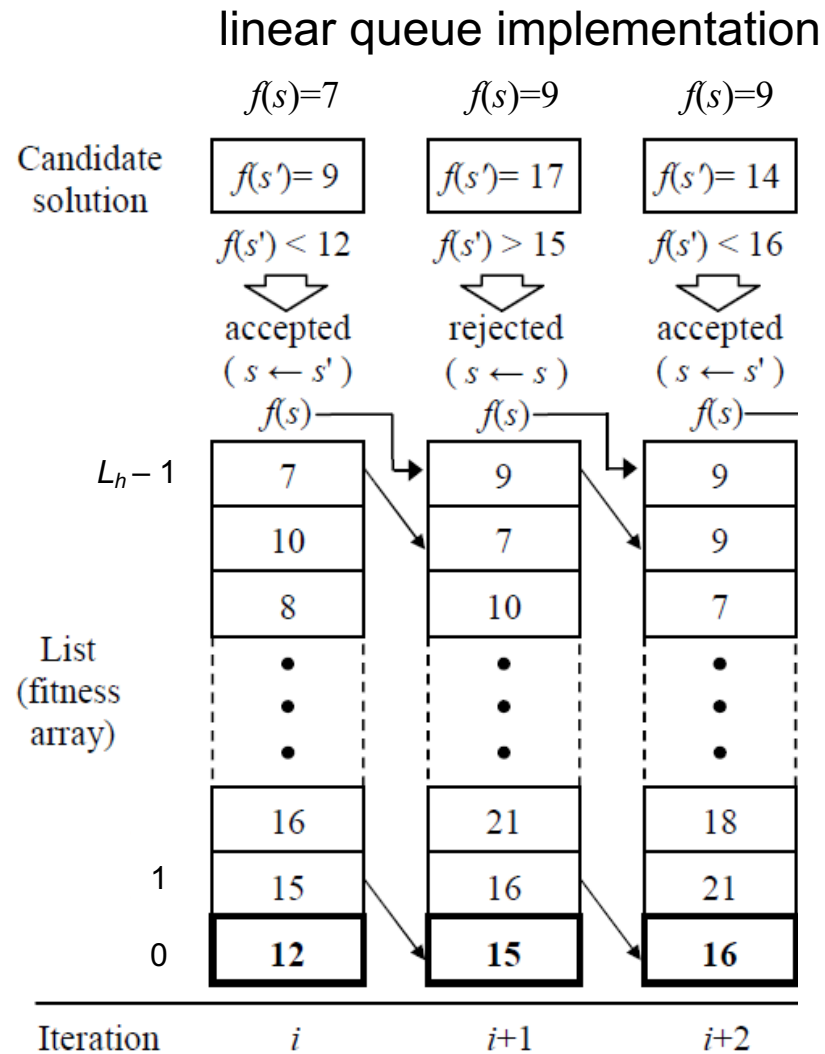 linear queue implementation
f(s)=7 f(s)=9 f(s)=9
Candidate
solution
f(s')= 9 f(s')= 17 f(s')= 14
f(s') < 12 f(s') > 15 f(s') < 16
accepted rejected accepted
( s ← s' ) ( s ← s ) ( s ← s' )
f(s) f(s) f(s)
Lh – 1 7 9 9
10 7 9
8 10 7
List
(fitness
array)
16 21 18
1 15 16 21
0 12 15 16
Iteration i i+1 i+2